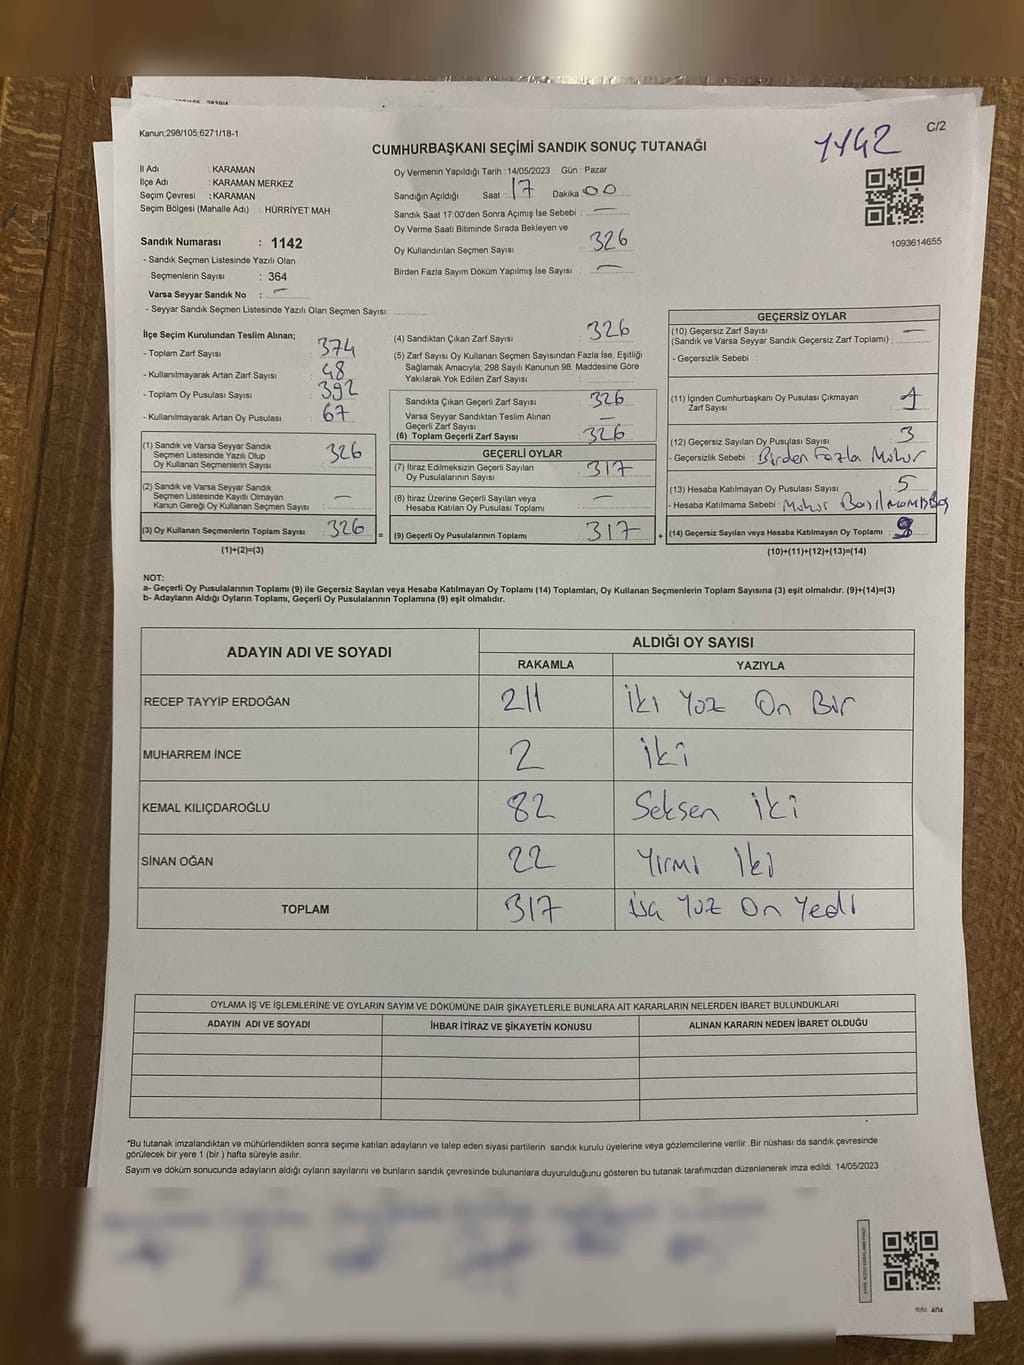 Kanun;298/105;6271/18-1
C/2
CUMHURBAŞKANI SEÇİMİ SANDIK SONUÇ TUTANAĞI
1142
İl Adı : KARAMAN
İlçe Adı : KARAMAN MERKEZ
Seçim Çevresi : KARAMAN
Seçim Bölgesi (Mahalle Adı) : HÜRRİYET MAH.
Sandık Numarası : 1142
- Sandık Seçmen Listesinde Yazılı Olan
Seçmenlerin Sayısı : 364
Varsa Seyyar Sandık No : —
- Seyyar Sandık Seçmen Listesinde Yazılı Olan Seçmen Sayısı:
Oy Vermenin Yapıldığı Tarih : 14/05/2023 Gün : Pazar
Sandığın Açıldığı Saat : 17 Dakika : 00
Sandık Saat 17:00'den Sonra Açımış İse Sebebi : —
Oy Verme Saati Bitiminde Sırada Bekleyen ve
Oy Kullandırılan Seçmen Sayısı : 326
Birden Fazla Sayım Döküm Yapılmış İse Sayısı : —
1093614655
İlçe Seçim Kurulundan Teslim Alınan;
- Toplam Zarf Sayısı : 374
- Kullanılmayarak Artan Zarf Sayısı : 48
- Toplam Oy Pusulası Sayısı : 392
- Kullanılmayarak Artan Oy Pusulası : 67
(1) Sandık ve Varsa Seyyar Sandık
Seçmen Listesinde Yazılı Olup
Oy Kullanan Seçmenlerin Sayısı : 326
(2) Sandık ve Varsa Seyyar Sandık
Seçmen Listesinde Kayıtlı Olmayan
Kanun Gereği Oy Kullanan Seçmen Sayısı : —
(3) Oy Kullanan Seçmenlerin Toplam Sayısı : 326
(1)+(2)=(3)
=
(4) Sandıktan Çıkan Zarf Sayısı : 326
(5) Zarf Sayısı Oy Kullanan Seçmen Sayısından Fazla İse, Eşitliği
Sağlamak Amacıyla; 298 Sayılı Kanunun 98. Maddesine Göre
Yakılarak Yok Edilen Zarf Sayısı :
Sandıkta Çıkan Geçerli Zarf Sayısı : 326
Varsa Seyyar Sandıktan Teslim Alınan
Geçerli Zarf Sayısı : —
(6) Toplam Geçerli Zarf Sayısı : 326
GEÇERLİ OYLAR
(7) İtiraz Edilmeksizin Geçerli Sayılan
Oy Pusulalarının Sayısı : 317
(8) İtiraz Üzerine Geçerli Sayılan veya
Hesaba Katılan Oy Pusulası Toplamı : —
(9) Geçerli Oy Pusulalarının Toplamı : 317
+
GEÇERSİZ OYLAR
(10) Geçersiz Zarf Sayısı
(Sandık ve Varsa Seyyar Sandık Geçersiz Zarf Toplamı) : —
- Geçersizlik Sebebi :
(11) İçinden Cumhurbaşkanı Oy Pusulası Çıkmayan
Zarf Sayısı : 1
(12) Geçersiz Sayılan Oy Pusulası Sayısı : 3
- Geçersizlik Sebebi : Birden Fazla Mühür
(13) Hesaba Katılmayan Oy Pusulası Sayısı : 5
- Hesaba Katılmama Sebebi : Mühür Basılmamış Boş
(14) Geçersiz Sayılan veya Hesaba Katılmayan Oy Toplamı : 9
(10)+(11)+(12)+(13)=(14)
NOT:
a- Geçerli Oy Pusulalarının Toplamı (9) ile Geçersiz Sayılan veya Hesaba Katılmayan Oy Toplamı (14) Toplamları, Oy Kullanan Seçmenlerin Toplam Sayısına (3) eşit olmalıdır. (9)+(14)=(3)
b- Adayların Aldığı Oyların Toplamı, Geçerli Oy Pusulalarının Toplamına (9) eşit olmalıdır.
ADAYIN ADI VE SOYADI
ALDIĞI OY SAYISI
RAKAMLA YAZIYLA
RECEP TAYYİP ERDOĞAN 211 İki Yüz On Bir
MUHARREM İNCE 2 İki
KEMAL KILIÇDAROĞLU 82 Seksen İki
SİNAN OĞAN 22 Yirmi İki
TOPLAM 317 Yüz On Yedi
OYLAMA İŞ VE İŞLEMLERİNE VE OYLARIN SAYIM VE DÖKÜMÜNE DAİR ŞİKAYETLERLE BUNLARA AİT KARARLARIN NELERDEN İBARET BULUNDUKLARI
ADAYIN ADI VE SOYADI İHBAR İTİRAZ VE ŞİKAYETİN KONUSU ALINAN KARARIN NEDEN İBARET OLDUĞU
*Bu tutanak imzalandıktan ve mühürlendikten sonra seçime katılan adayların ve talep eden siyasi partilerin sandık kurulu üyelerine veya gözlemcilerine verilir .Bir nüshası da sandık çevresinde
görülecek bir yere 1 (bir ) hafta süreyle asılır.
Sayım ve döküm sonucunda adayların aldığı oyların sayılarını ve bunların sandık çevresinde bulunanlara duyurulduğunu gösteren bu tutanak tarafımızdan düzenlenerek imza edildi. 14/05/2023